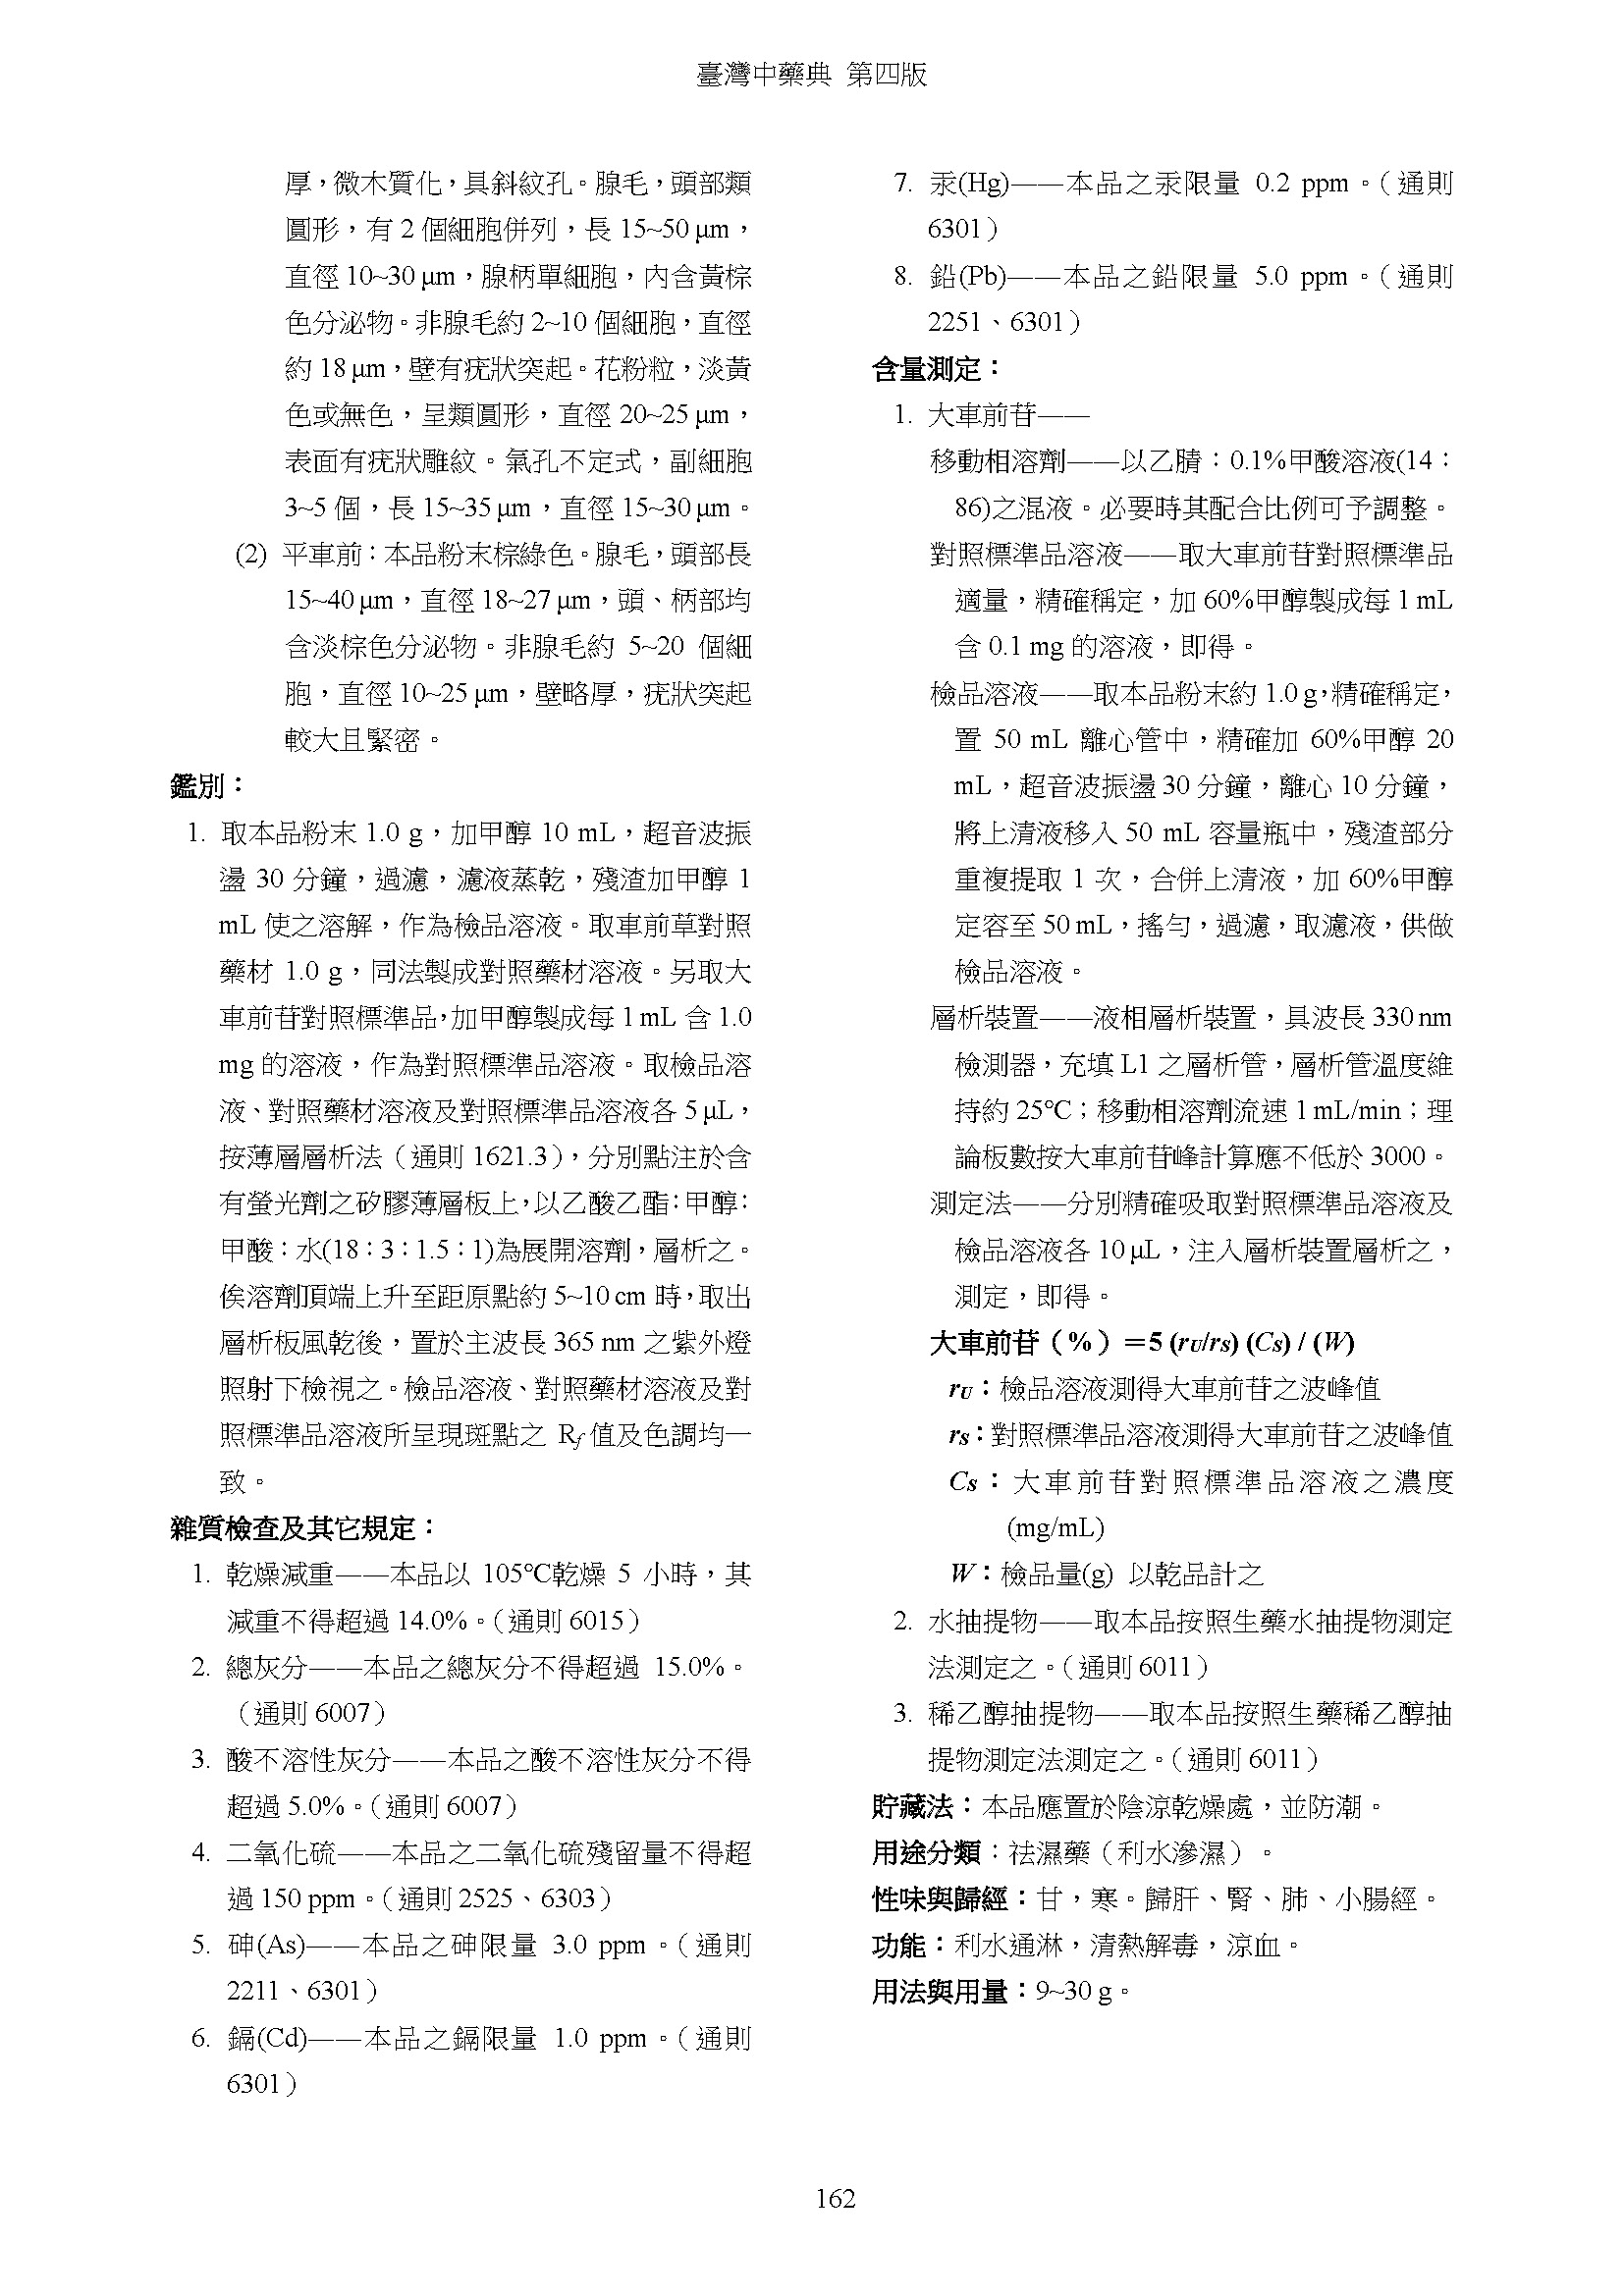 臺灣中藥典 第四版
厚，微木質化，具斜紋孔。腺毛，頭部類
圓形，有 2 個細胞併列，長 15~50 μm，
直徑 10~30 μm，腺柄單細胞，內含黃棕
色分泌物。非腺毛約 2~10 個細胞，直徑
約 18 μm，壁有疣狀突起。花粉粒，淡黃
色或無色，呈類圓形，直徑 20~25 μm，
表面有疣狀雕紋。氣孔不定式，副細胞
3~5 個，長 15~35 μm，直徑 15~30 μm。
(2) 平車前：本品粉末棕綠色。腺毛，頭部長
15~40 μm，直徑 18~27 μm，頭、柄部均
含淡棕色分泌物。非腺毛約 5~20 個細
胞，直徑 10~25 μm，壁略厚，疣狀突起
較大且緊密。
鑑別：
1. 取本品粉末 1.0 g，加甲醇 10 mL，超音波振
盪 30 分鐘，過濾，濾液蒸乾，殘渣加甲醇 1
mL 使之溶解，作為檢品溶液。取車前草對照
藥材 1.0 g，同法製成對照藥材溶液。另取大
車前苷對照標準品，加甲醇製成每 1 mL 含 1.0
mg 的溶液，作為對照標準品溶液。取檢品溶
液、對照藥材溶液及對照標準品溶液各 5 μL，
按薄層層析法（通則 1621.3），分別點注於含
有螢光劑之矽膠薄層板上，以乙酸乙酯：甲醇：
甲酸：水(18：3：1.5：1)為展開溶劑，層析之。
俟溶劑頂端上升至距原點約 5~10 cm 時，取出
層析板風乾後，置於主波長 365 nm 之紫外燈
照射下檢視之。檢品溶液、對照藥材溶液及對
照標準品溶液所呈現斑點之 Rf 值及色調均一
致。
雜質檢查及其它規定：
1. 乾燥減重——本品以 105℃乾燥 5 小時，其
減重不得超過 14.0%。（通則 6015）
2. 總灰分——本品之總灰分不得超過 15.0%。
（通則 6007）
3. 酸不溶性灰分——本品之酸不溶性灰分不得
超過 5.0%。（通則 6007）
4. 二氧化硫——本品之二氧化硫殘留量不得超
過 150 ppm。（通則 2525、6303）
5. 砷(As)——本品之砷限量 3.0 ppm。（通則
2211、6301）
6. 鎘(Cd)——本品之鎘限量 1.0 ppm。（通則
6301）
7. 汞(Hg)——本品之汞限量 0.2 ppm。（通則
6301）
8. 鉛(Pb)——本品之鉛限量 5.0 ppm。（通則
2251、6301）
含量測定：
1. 大車前苷——
移動相溶劑——以乙腈：0.1%甲酸溶液(14：
86)之混液。必要時其配合比例可予調整。
對照標準品溶液——取大車前苷對照標準品
適量，精確稱定，加 60%甲醇製成每 1 mL
含 0.1 mg 的溶液，即得。
檢品溶液——取本品粉末約 1.0 g，精確稱定，
置 50 mL 離心管中，精確加 60%甲醇 20
mL，超音波振盪 30 分鐘，離心 10 分鐘，
將上清液移入 50 mL 容量瓶中，殘渣部分
重複提取 1 次，合併上清液，加 60%甲醇
定容至 50 mL，搖勻，過濾，取濾液，供做
檢品溶液。
層析裝置——液相層析裝置，具波長 330 nm
檢測器，充填 L1 之層析管，層析管溫度維
持約 25℃；移動相溶劑流速 1 mL/min；理
論板數按大車前苷峰計算應不低於 3000。
測定法——分別精確吸取對照標準品溶液及
檢品溶液各 10 μL，注入層析裝置層析之，
測定，即得。
大車前苷（%）＝5 (rU/rS) (CS) / (W)
rU：檢品溶液測得大車前苷之波峰值
rS：對照標準品溶液測得大車前苷之波峰值
CS：大車前苷對照標準品溶液之濃度
(mg/mL)
W：檢品量(g) 以乾品計之
2. 水抽提物——取本品按照生藥水抽提物測定
法測定之。（通則 6011）
3. 稀乙醇抽提物——取本品按照生藥稀乙醇抽
提物測定法測定之。（通則 6011）
貯藏法：本品應置於陰涼乾燥處，並防潮。
用途分類：祛濕藥（利水滲濕）。
性味與歸經：甘，寒。歸肝、腎、肺、小腸經。
功能：利水通淋，清熱解毒，涼血。
用法與用量：9~30 g。
162